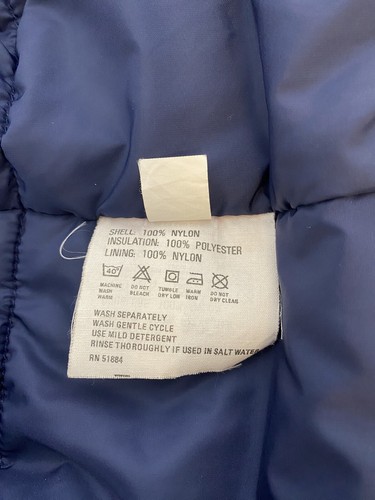 SHELL: 100% NYLON
INSULATION: 100% POLYESTER
LINING: 100% NYLON
40°
MACHING WASH WARM
DO NOT BLEACH
TUMBLE DRY LOW
WARM IRON
DO NOT DRY CLEAG
WASH SEPARATELY
WASH GENTLE CYCLE
USE MILD DETERGENT
RINSE THOROUGHLY IF USED IN SALT WATER
RN 51884